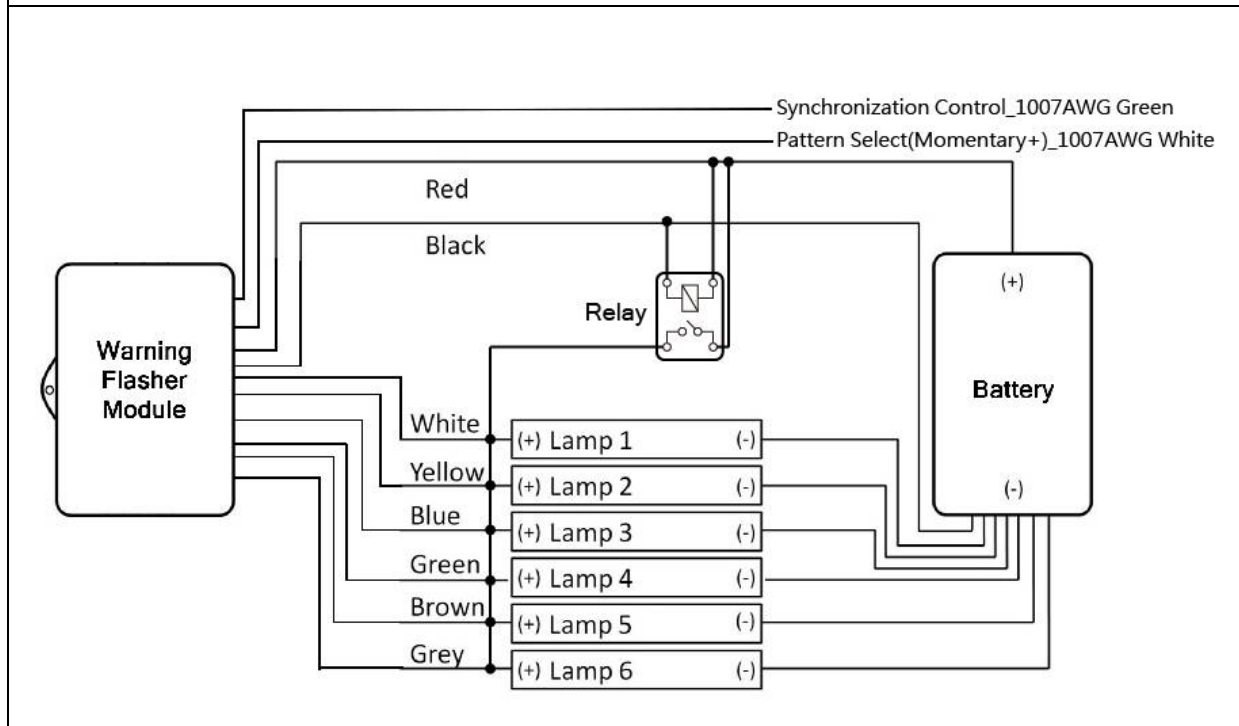 Synchronization Control_1007AWG Green
Pattern Select(Momentary+)_1007AWG White
Red
Black
(+)
Relay
Warning
Flasher
Module
Battery
White
(+) Lamp 1 (-)
Yellow
(+) Lamp 2 (-)
(-)
Blue
(+) Lamp 3 (-)
Green
(+) Lamp 4 (-)
Brown
(+) Lamp 5 (-)
Grey
(+) Lamp 6 (-)